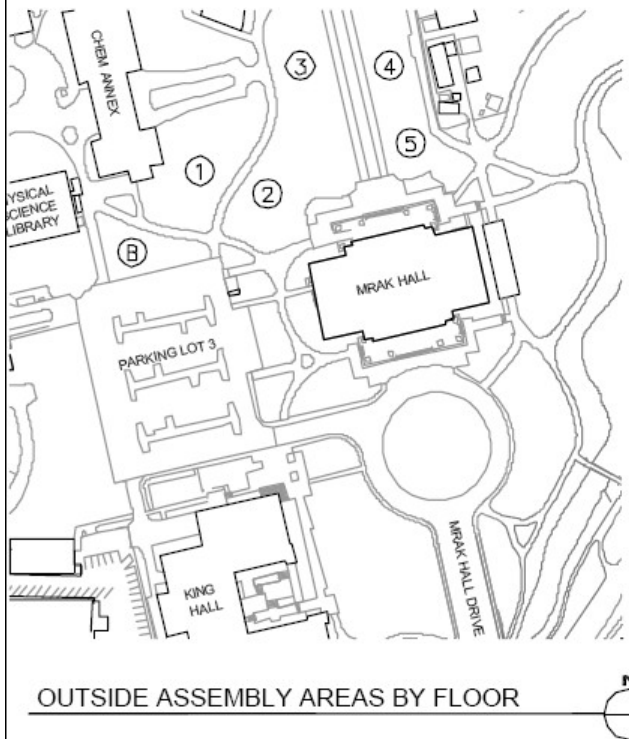 CHEM ANNEX
3
4
5
1
2
YSICAL
SCIENCE
LIBRARY
B
MRAK HALL
PARKING LOT 3
MRAK HALL DRIVE
KING
HALL
OUTSIDE ASSEMBLY AREAS BY FLOOR